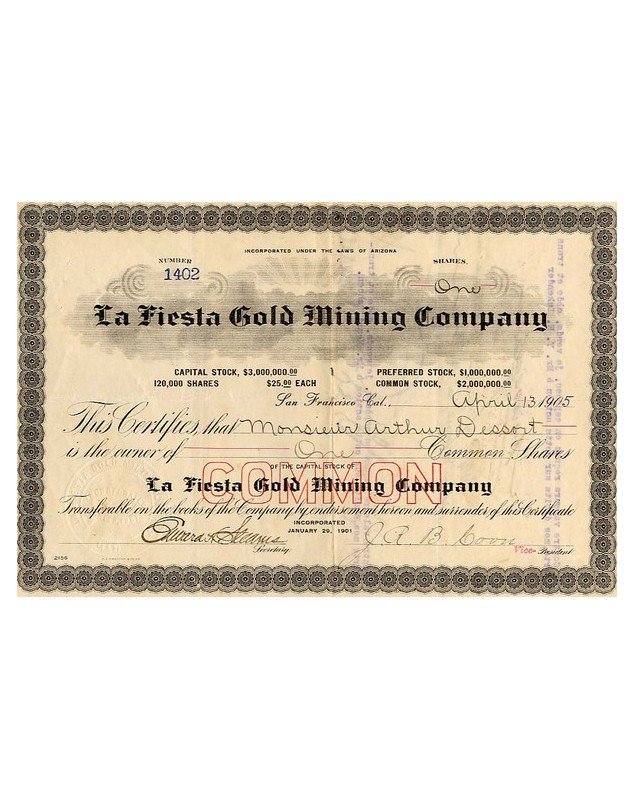 INCORPORATED UNDER THE LAWS OF ARIZONA
NUMBER
1402
SHARES.
One
La Fiesta Gold Mining Company
CAPITAL STOCK, $3,000,000.00
PREFERRED STOCK, $1,000,000.00
120,000 SHARES $25.00 EACH
COMMON STOCK, $2,000,000.00
San Francisco Cal., April 13 1905
This Certifies, that Monsieur Arthur Dessort
is the owner of One Common Shares
OF THE CAPITAL STOCK OF
COMMON
La Fiesta Gold Mining Company
Transferable on the books of the Company by endorsement hereon and surrender of this Certificate
INCORPORATED
JANUARY 29, 1901
Secretary.
J. A. B. Coon
Vice-President
2156